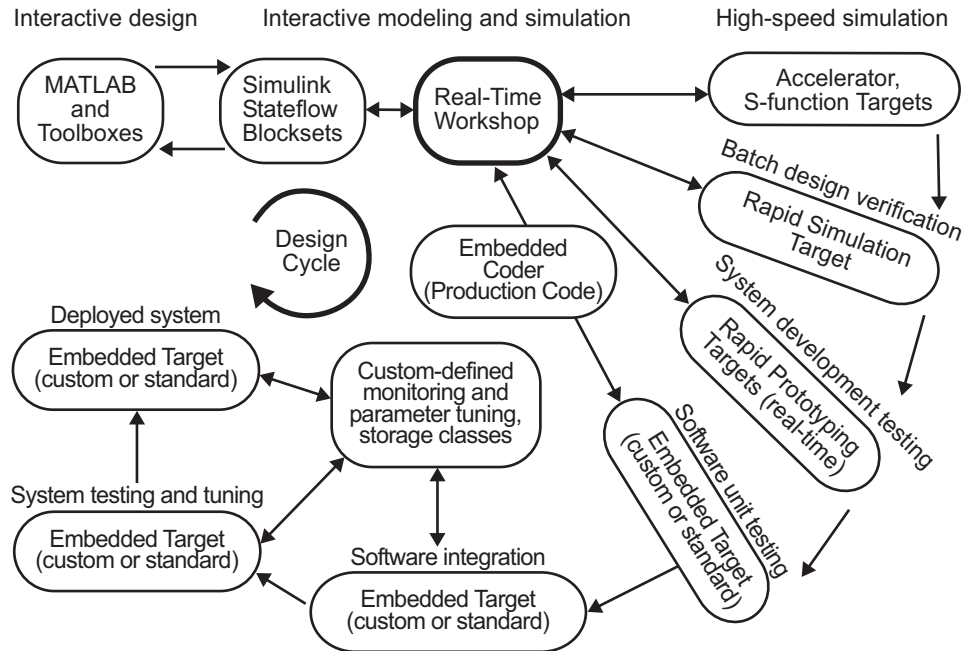 Interactive design
Interactive modeling and simulation
High-speed simulation
MATLAB
and
Toolboxes
Simulink
Stateflow
Blocksets
Real-Time
Workshop
Accelerator,
S-function Targets
Batch design verification
Rapid Simulation
Target
Design
Cycle
Embedded
Coder
(Production Code)
System development testing
Rapid Prototyping
Targets (real-time)
Deployed system
Embedded Target
(custom or standard)
Custom-defined
monitoring and
parameter tuning,
storage classes
Software unit testing
Embedded Target
(custom or standard)
System testing and tuning
Embedded Target
(custom or standard)
Software integration
Embedded Target
(custom or standard)